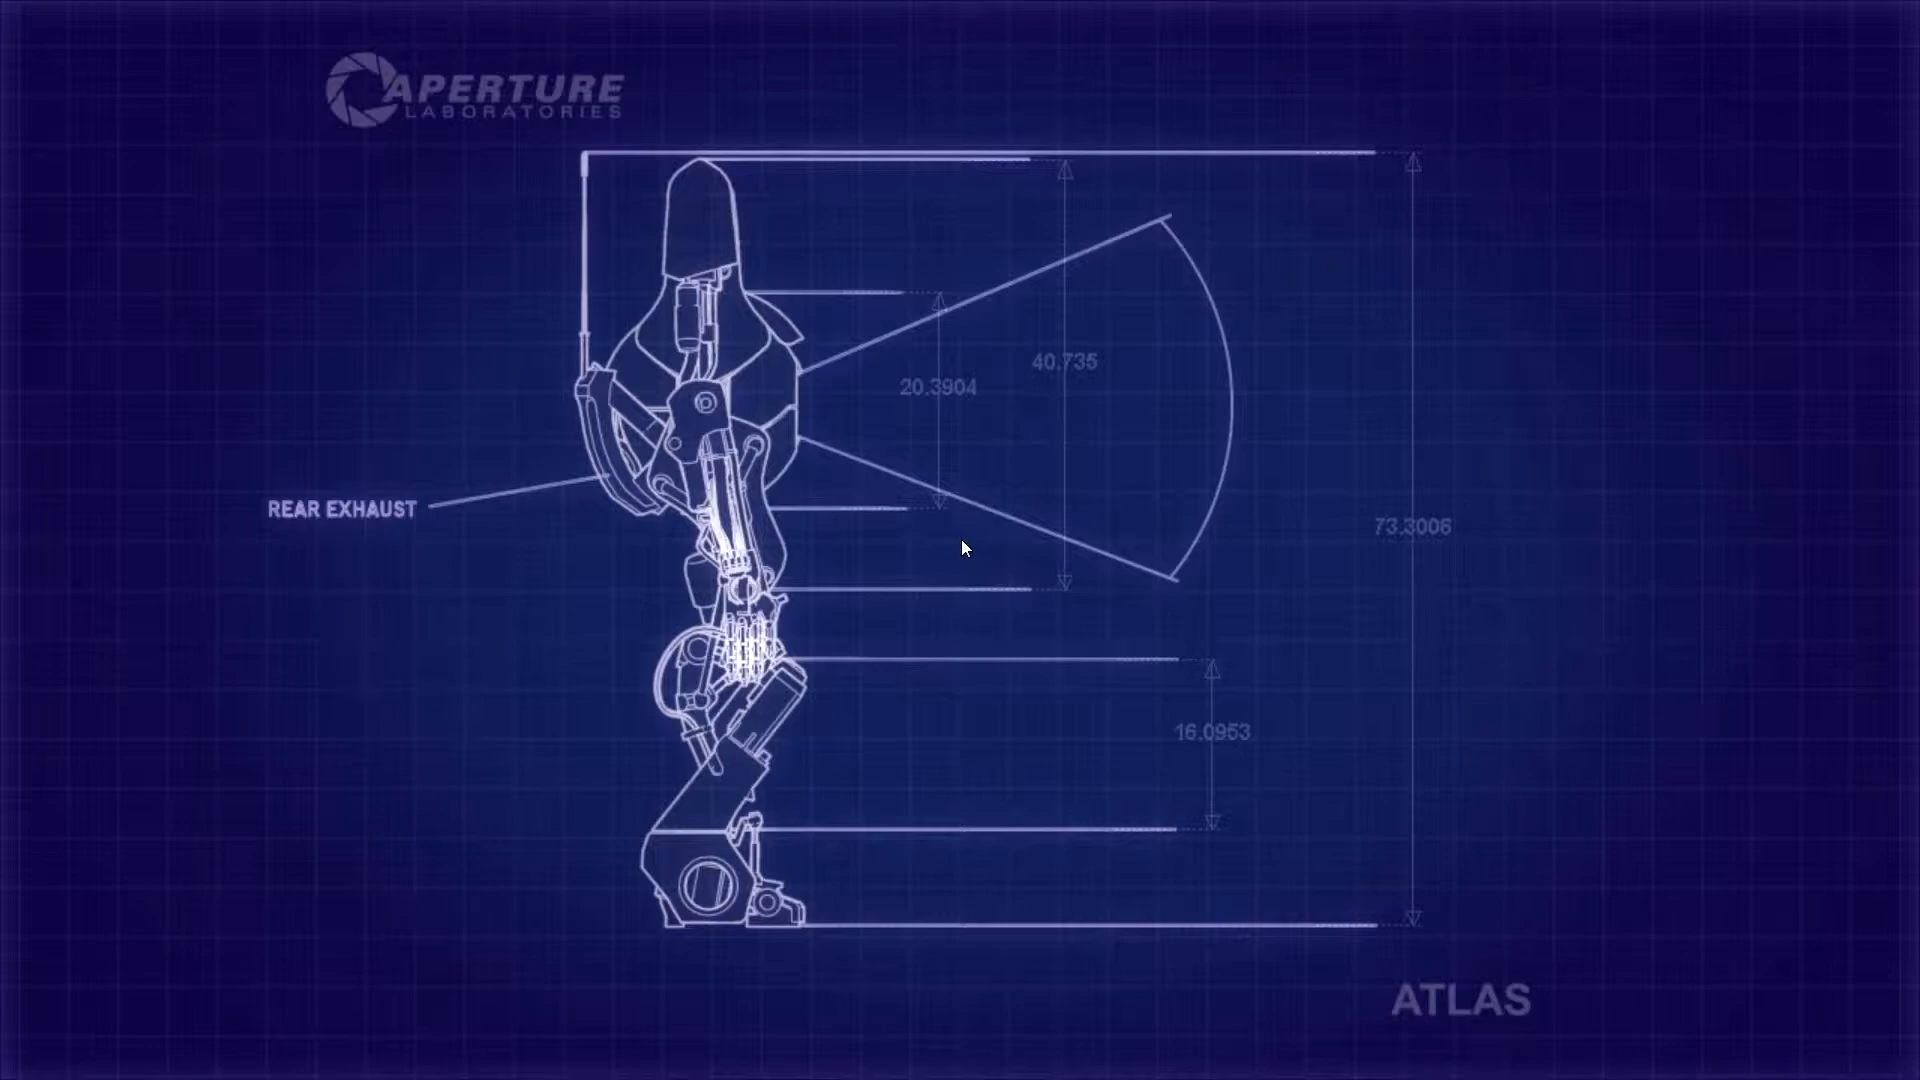 APERTURE
LABORATORIES
40.735
20.3904
REAR EXHAUST
73.3006
16.0953
ATLAS